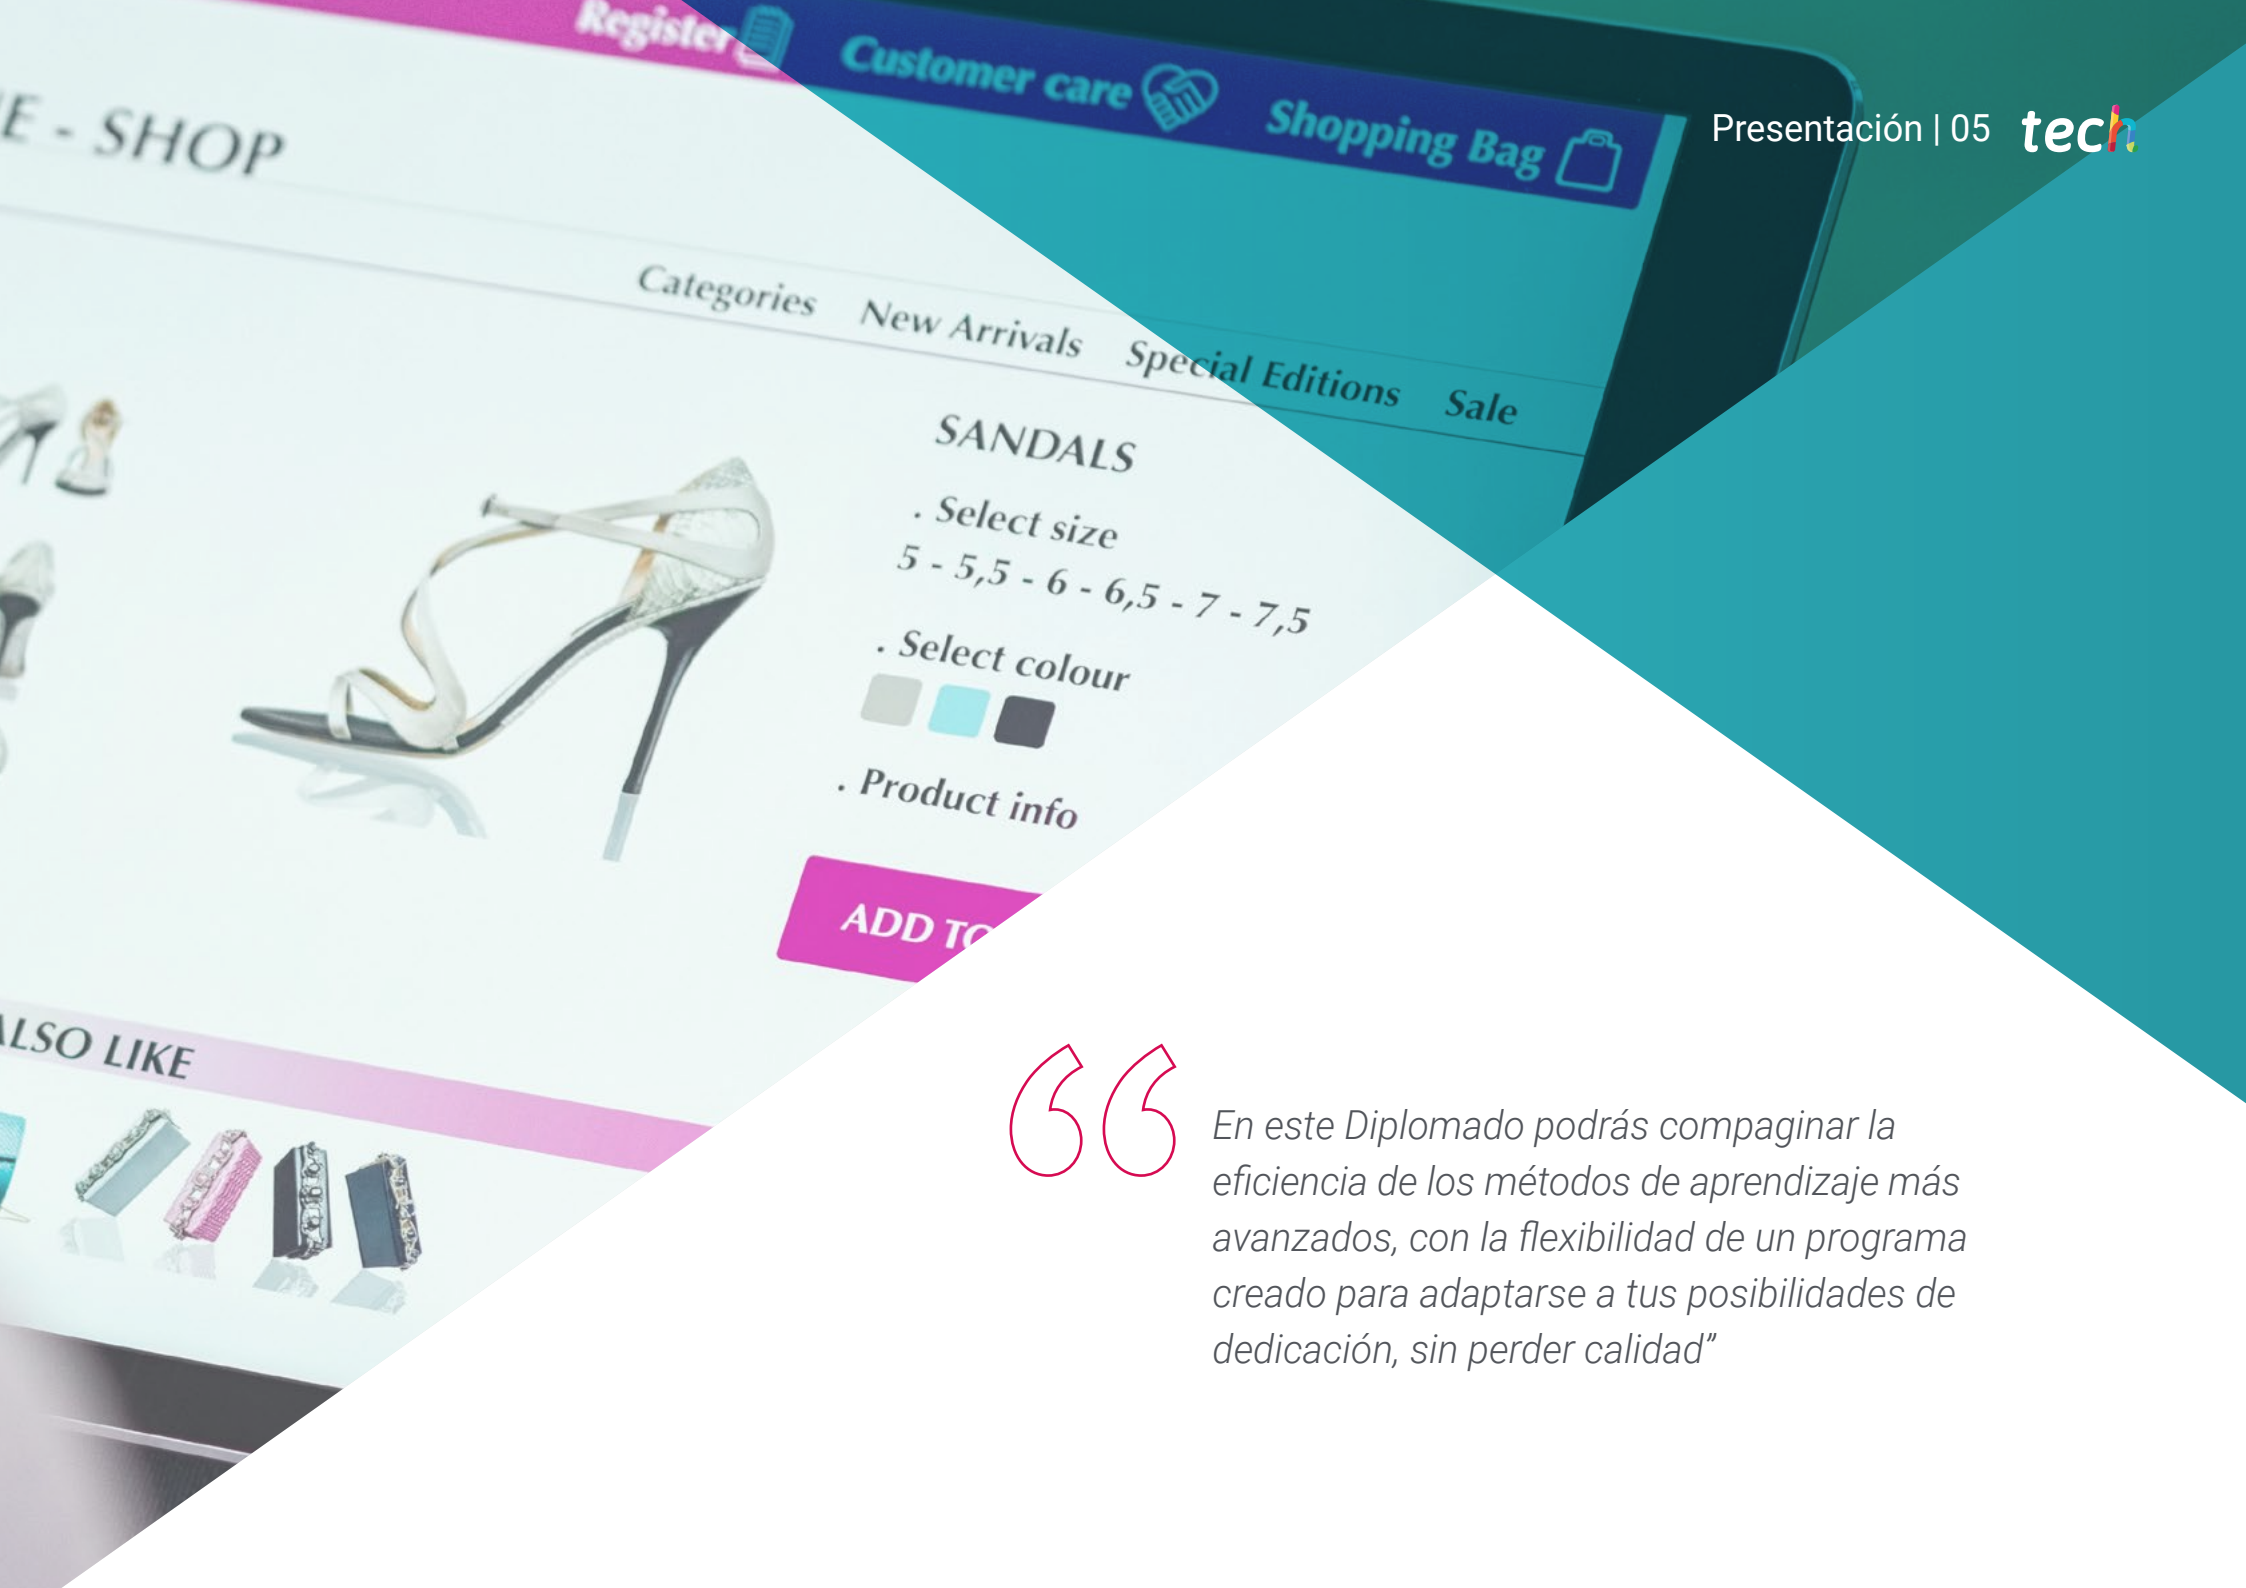 Register
Customer care
Shopping Bag
Presentación | 05 tech
E - SHOP
Categories New Arrivals Special Editions Sale
SANDALS
. Select size
5 - 5,5 - 6 - 6,5 - 7 - 7,5
. Select colour
. Product info
ADD TO
ALSO LIKE
En este Diplomado podrás compaginar la
eficiencia de los métodos de aprendizaje más
avanzados, con la flexibilidad de un programa
creado para adaptarse a tus posibilidades de
dedicación, sin perder calidad”